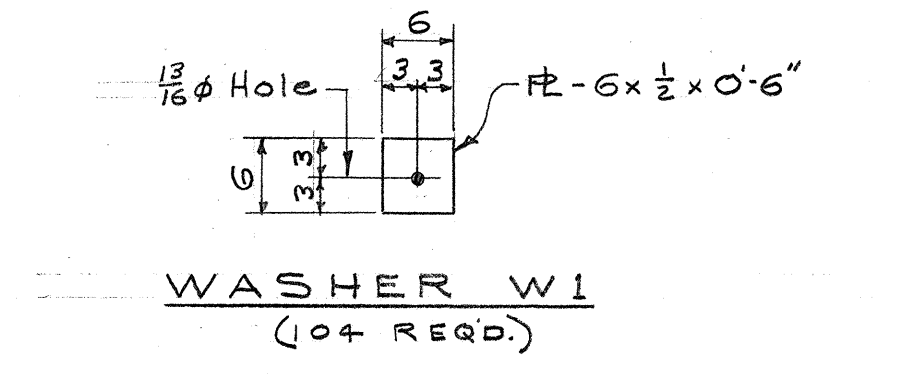 6
13/16 φ Hole
3 3
PL - 6 x 1/2 x 0'-6"
6
3
3
WASHER W1
(104 REQ'D.)